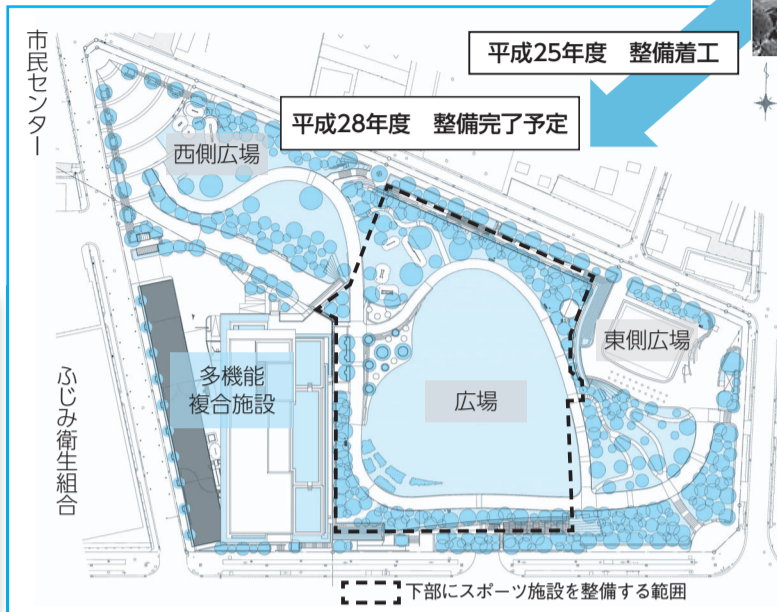 市民センター
平成25年度　整備着工
平成28年度　整備完了予定
西側広場
東側広場
多機能
複合施設
広場
ふじみ衛生組合
下部にスポーツ施設を整備する範囲